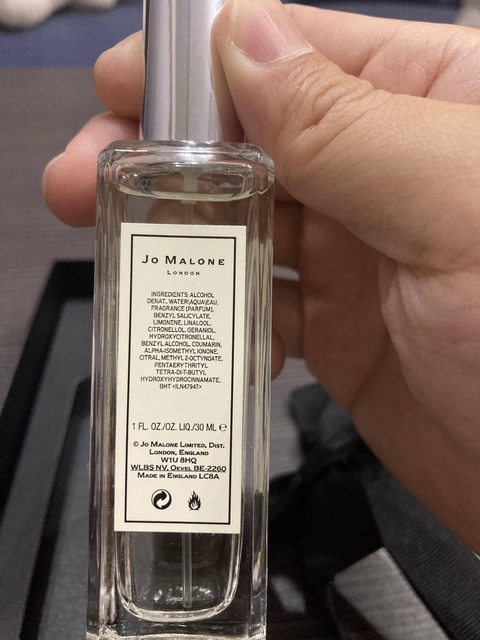 JO MALONE
LONDON
INGREDIENTS: ALCOHOL
DENAT., WATER\AQUA\EAU,
FRAGRANCE (PARFUM),
BENZYL SALICYLATE,
LIMONENE, LINALOOL,
CITRONELLOL, GERANIOL,
HYDROXYCITRONELLAL,
BENZYL ALCOHOL, COUMARIN,
ALPHA-ISOMETHYL IONONE,
CITRAL, METHYL 2-OCTYNOATE,
PENTAERYTHRITYL
TETRA-DI-T-BUTYL
HYDROXYHYDROCINNAMATE,
BHT <ILN47947>
1 FL. OZ./OZ. LIQ./30 ML ℮
© JO MALONE LIMITED, DIST.
LONDON, ENGLAND
W1U 8HQ
WLBS NV. OEVEL BE-2260
MADE IN ENGLAND LC8A